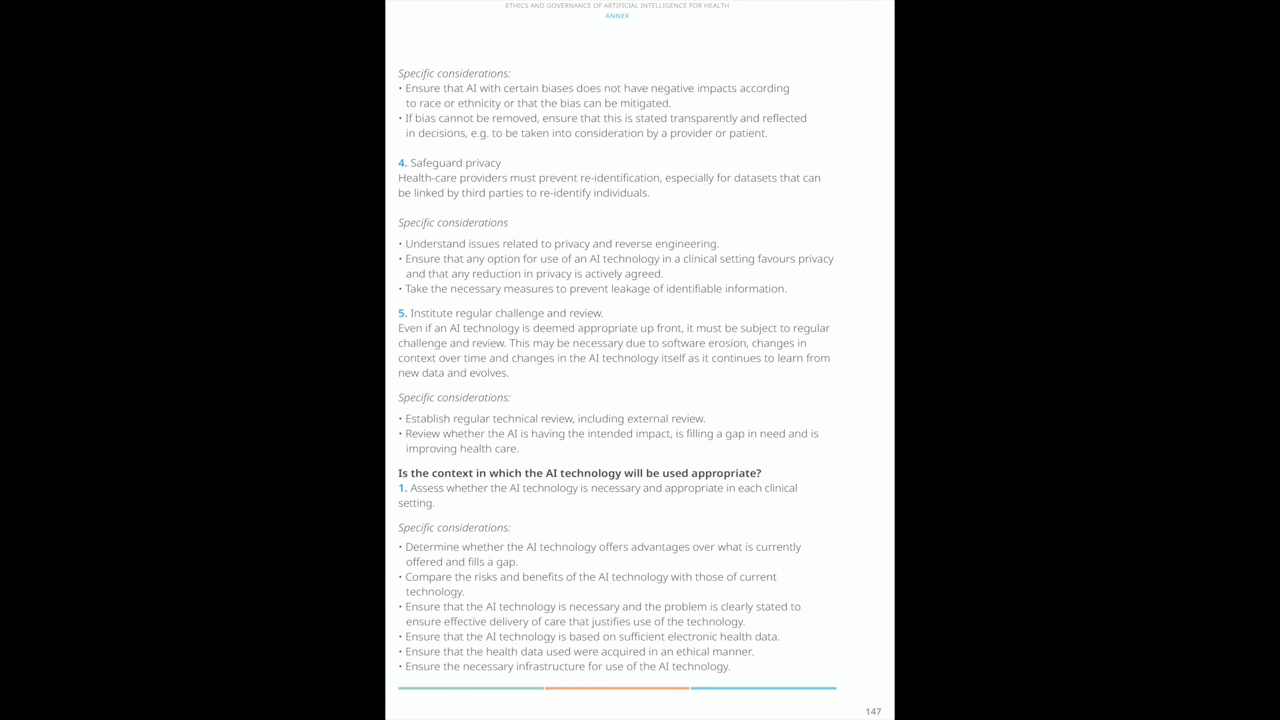 ETHICS AND GOVERNANCE OF ARTIFICIAL INTELLIGENCE FOR HEALTH
ANNEX
Specific considerations:
• Ensure that AI with certain biases does not have negative impacts according
to race or ethnicity or that the bias can be mitigated.
• If bias cannot be removed, ensure that this is stated transparently and reflected
in decisions, e.g. to be taken into consideration by a provider or patient.
4. Safeguard privacy
Health-care providers must prevent re-identification, especially for datasets that can
be linked by third parties to re-identify individuals.
Specific considerations
• Understand issues related to privacy and reverse engineering.
• Ensure that any option for use of an AI technology in a clinical setting favours privacy
and that any reduction in privacy is actively agreed.
• Take the necessary measures to prevent leakage of identifiable information.
5. Institute regular challenge and review.
Even if an AI technology is deemed appropriate up front, it must be subject to regular
challenge and review. This may be necessary due to software erosion, changes in
context over time and changes in the AI technology itself as it continues to learn from
new data and evolves.
Specific considerations:
• Establish regular technical review, including external review.
• Review whether the AI is having the intended impact, is filling a gap in need and is
improving health care.
Is the context in which the AI technology will be used appropriate?
1. Assess whether the AI technology is necessary and appropriate in each clinical
setting.
Specific considerations:
• Determine whether the AI technology offers advantages over what is currently
offered and fills a gap.
• Compare the risks and benefits of the AI technology with those of current
technology.
• Ensure that the AI technology is necessary and the problem is clearly stated to
ensure effective delivery of care that justifies use of the technology.
• Ensure that the AI technology is based on sufficient electronic health data.
• Ensure that the health data used were acquired in an ethical manner.
• Ensure the necessary infrastructure for use of the AI technology.
147